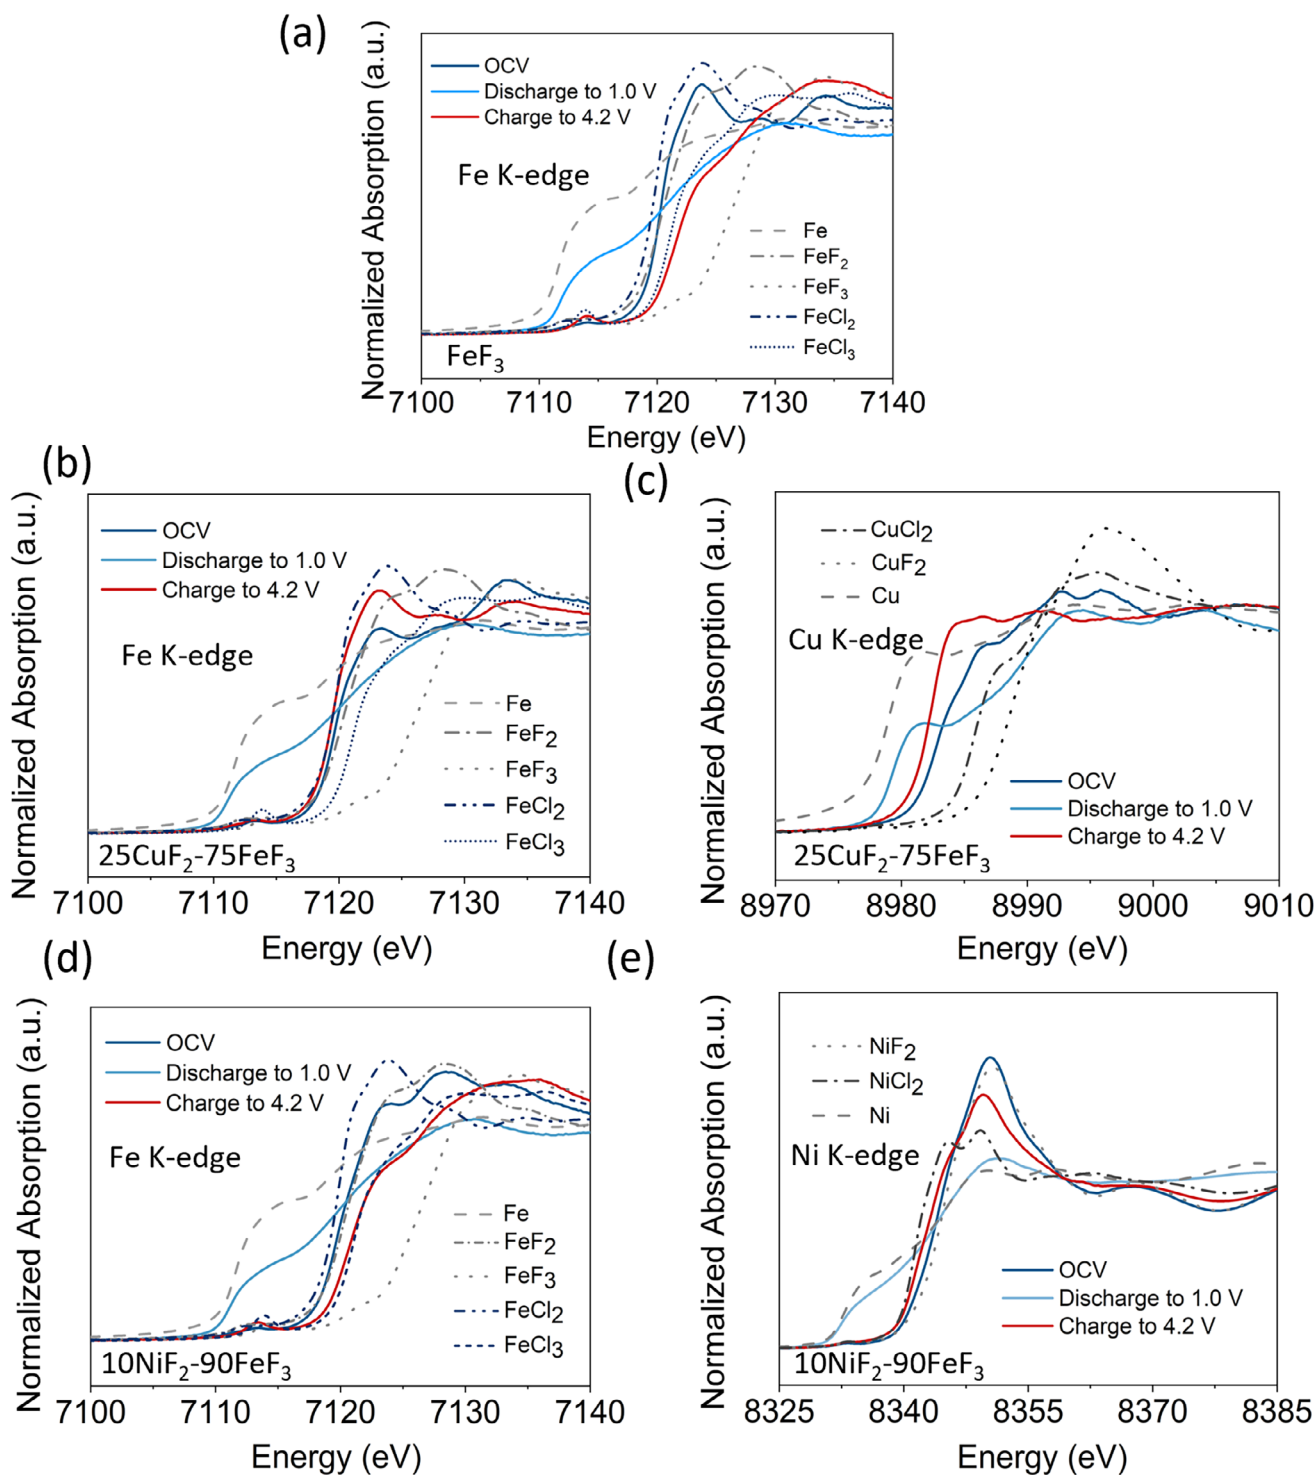 (a)
Normalized Absorption (a.u.)
OCV
Discharge to 1.0 V
Charge to 4.2 V
Fe K-edge
Fe
FeF₂
FeF₃
FeCl₂
FeCl₃
FeF₃
7100 7110 7120 7130 7140
Energy (eV)
(b)
Normalized Absorption (a.u.)
OCV
Discharge to 1.0 V
Charge to 4.2 V
Fe K-edge
Fe
FeF₂
FeF₃
FeCl₂
FeCl₃
25CuF₂-75FeF₃
7100 7110 7120 7130 7140
Energy (eV)
(c)
Normalized Absorption (a.u.)
CuCl₂
CuF₂
Cu
Cu K-edge
OCV
Discharge to 1.0 V
Charge to 4.2 V
25CuF₂-75FeF₃
8970 8980 8990 9000 9010
Energy (eV)
(d)
Normalized Absorption (a.u.)
OCV
Discharge to 1.0 V
Charge to 4.2 V
Fe K-edge
Fe
FeF₂
FeF₃
FeCl₂
FeCl₃
10NiF₂-90FeF₃
7100 7110 7120 7130 7140
Energy (eV)
(e)
Normalized Absorption (a.u.)
NiF₂
NiCl₂
Ni
Ni K-edge
OCV
Discharge to 1.0 V
Charge to 4.2 V
10NiF₂-90FeF₃
8325 8340 8355 8370 8385
Energy (eV)